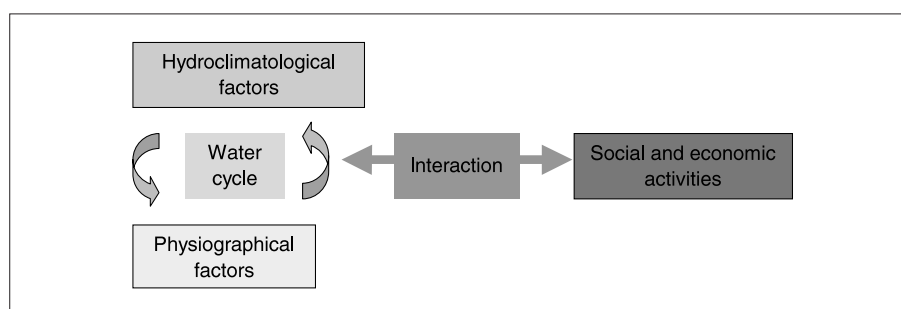 Hydroclimatological
factors
Water
cycle
Interaction
Social and economic
activities
Physiographical
factors